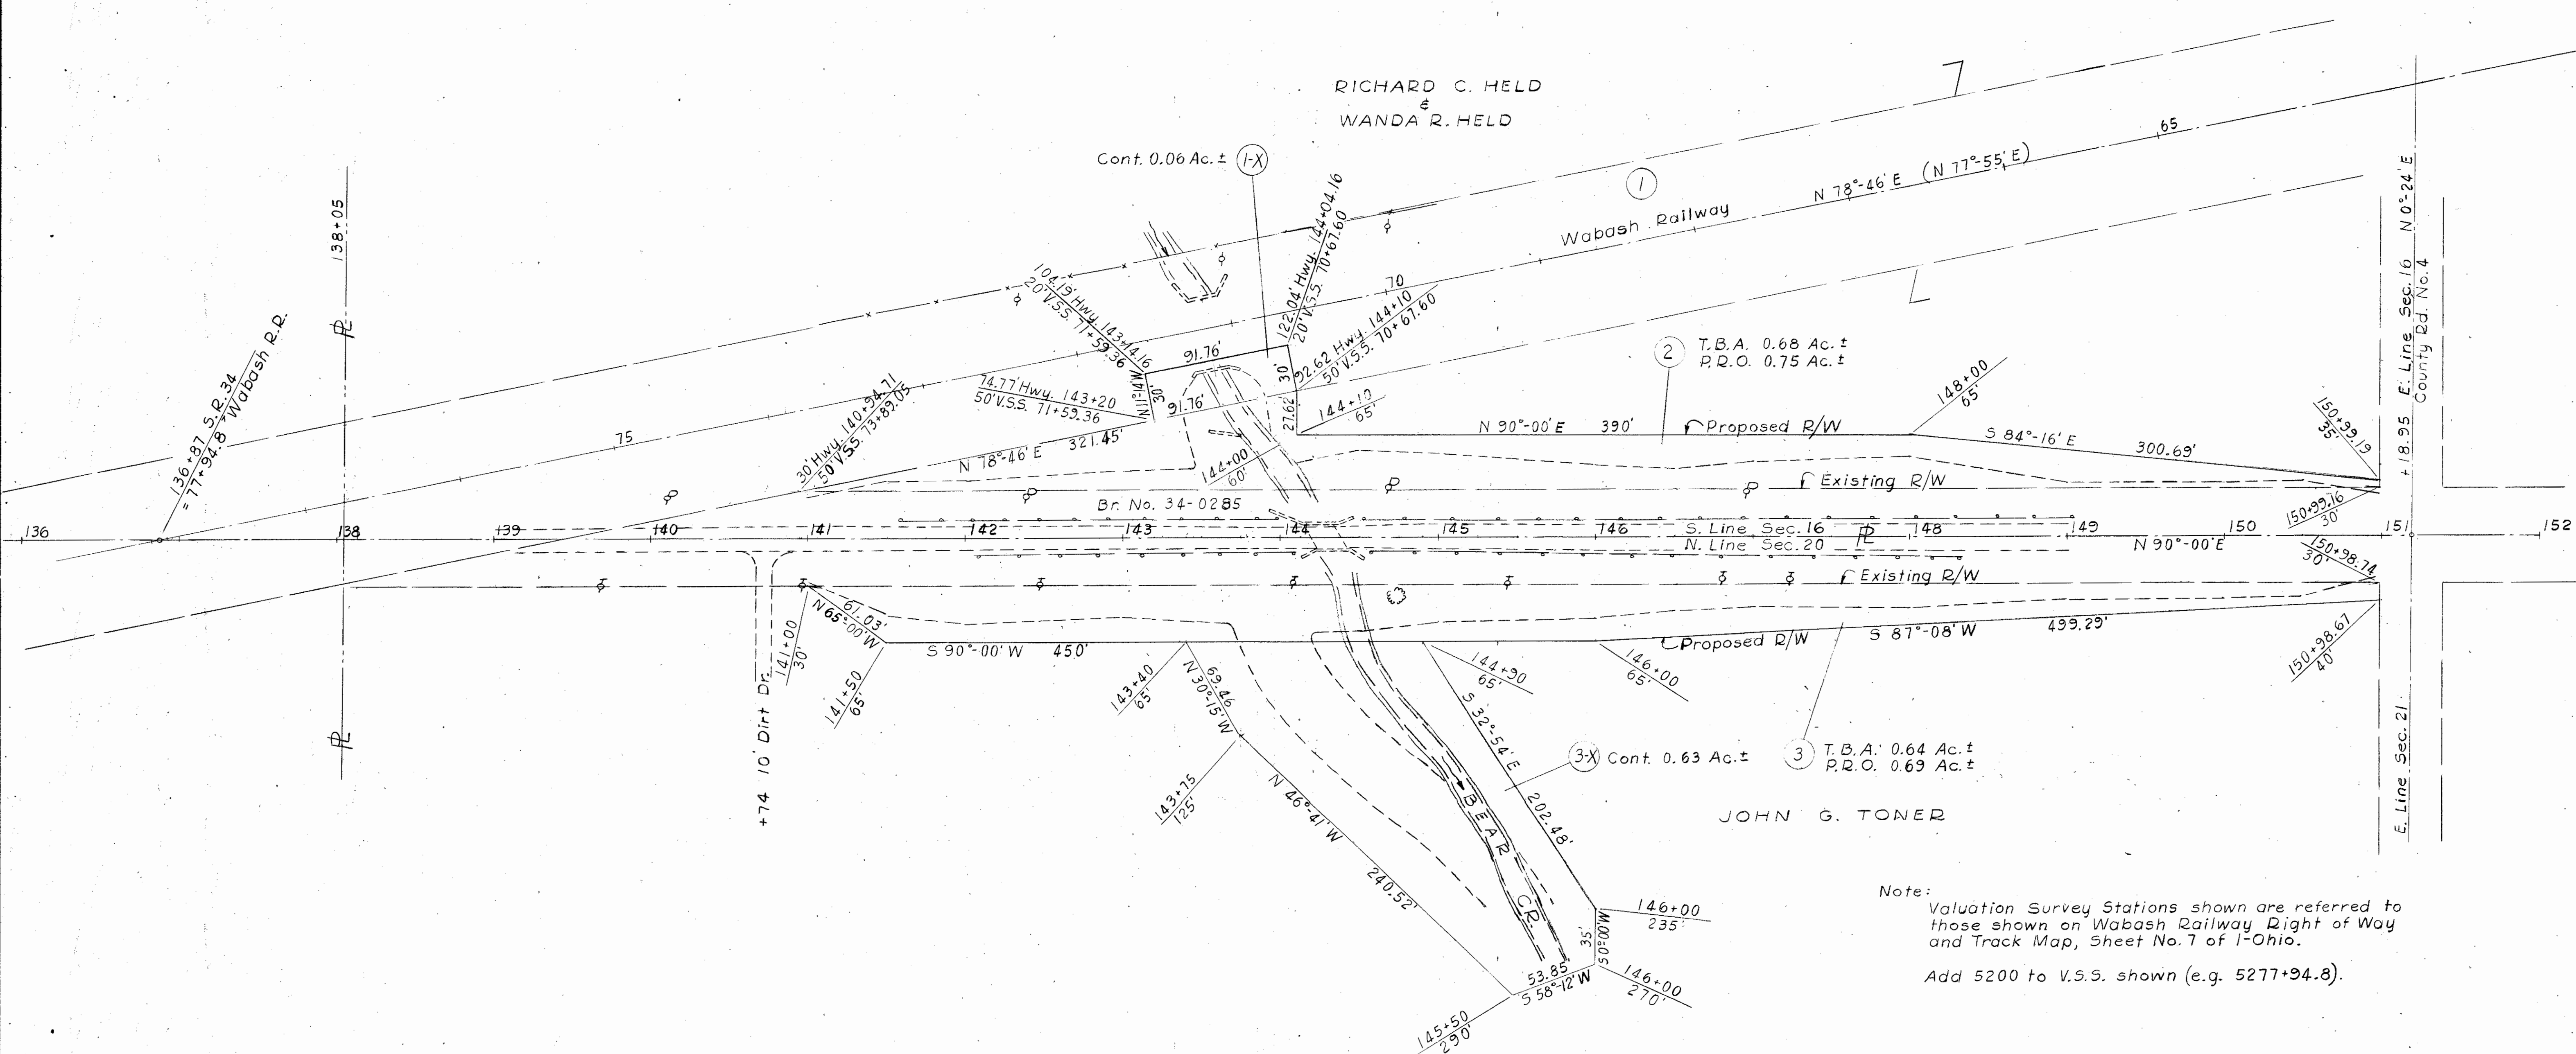 RICHARD C. HELD
&
WANDA R. HELD
7
65
Cont. 0.06 Ac.± 1-X
1
Wabash Railway
N 78°-46' E (N 77°-55' E)
E. Line Sec. 16 N 0°-24' E
County Rd. No. 4
+18.95
138+05
PL
136+87 S.R. 34
= 77+94.8 Wabash R.R.
75
70
104.19' Hwy. 143+14.16
20' V.S.S. 71+59.36
122.04' Hwy. 144+04.16
20' V.S.S. 70+67.60
92.62 Hwy. 144+10
50' V.S.S. 70+67.60
91.76'
N 11°-14' W
30'
30'
74.77' Hwy. 143+20
50' V.S.S. 71+59.36
91.76'
27.62
144+10
65'
30' Hwy. 140+94.71
50' V.S.S. 73+89.05
N 78°-46' E 321.45'
2
T.B.A. 0.68 Ac.±
P.R.O. 0.75 Ac.±
148+00
65'
N 90°-00' E 390'
Proposed R/W
S 84°-16' E 300.69'
150+99.19
35'
144+00
60'
Existing R/W
150+99.16
30'
Br. No. 34-0285
136 138 139 140 141 142 143 144 145 146 148 149 150 151 152
S. Line Sec. 16
N. Line Sec. 20
PL
N 90°-00' E
150+98.74
30'
Existing R/W
61.03'
N 65°-00' W
141+00
30'
S 90°-00' W 450'
Proposed R/W
S 87°-08' W 499.29'
150+98.67
40'
141+50
65'
143+40
65'
69.46
N 30°-15' W
144+90
65'
146+00
65'
PL
+74 10' Dirt Dr.
S 32°-54' E
202.48'
3-X Cont. 0.63 Ac.±
3
T.B.A. 0.64 Ac.±
P.R.O. 0.69 Ac.±
143+75
125'
N 46°-41' W
240.52'
BEAR CR.
JOHN G. TONER
E. Line Sec. 21
146+00
235'
35'
S 0°-00' W
53.85'
S 58°-12' W
146+00
270'
145+50
290'
Note:
Valuation Survey Stations shown are referred to
those shown on Wabash Railway Right of Way
and Track Map, Sheet No. 7 of 1-Ohio.
Add 5200 to V.S.S. shown (e.g. 5277+94.8).